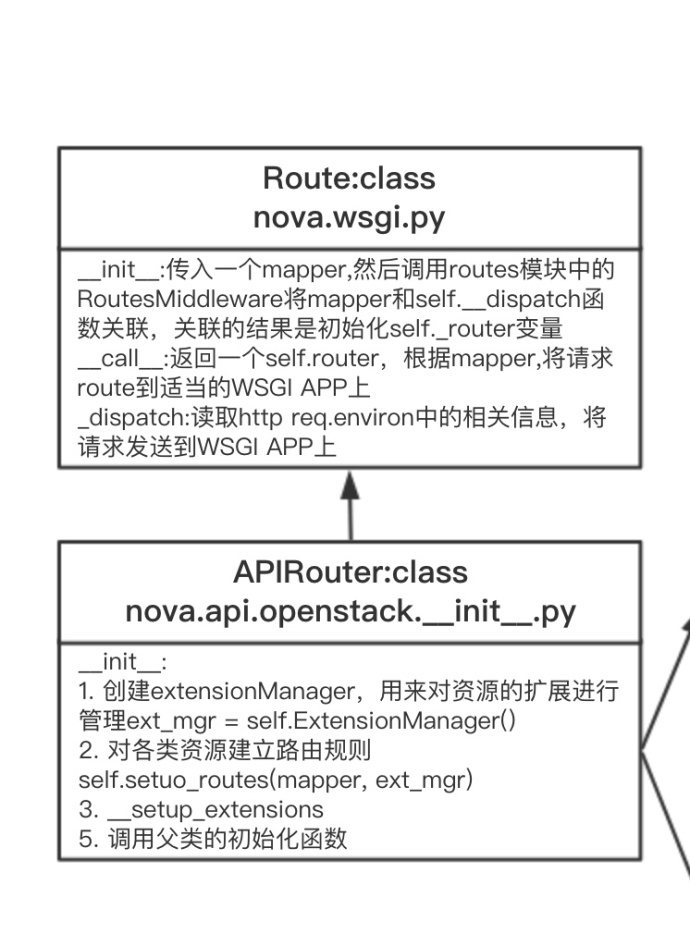 Route:class
nova.wsgi.py
__init__:传入一个mapper,然后调用routes模块中的
RoutesMiddleware将mapper和self.__dispatch函
数关联，关联的结果是初始化self._router变量
__call__:返回一个self.router，根据mapper,将请求
route到适当的WSGI APP上
_dispatch:读取http req.environ中的相关信息，将
请求发送到WSGI APP上
APIRouter:class
nova.api.openstack.__init__.py
__init__:
1. 创建extensionManager，用来对资源的扩展进行
管理ext_mgr = self.ExtensionManager()
2. 对各类资源建立路由规则
self.setuo_routes(mapper, ext_mgr)
3. __setup_extensions
5. 调用父类的初始化函数